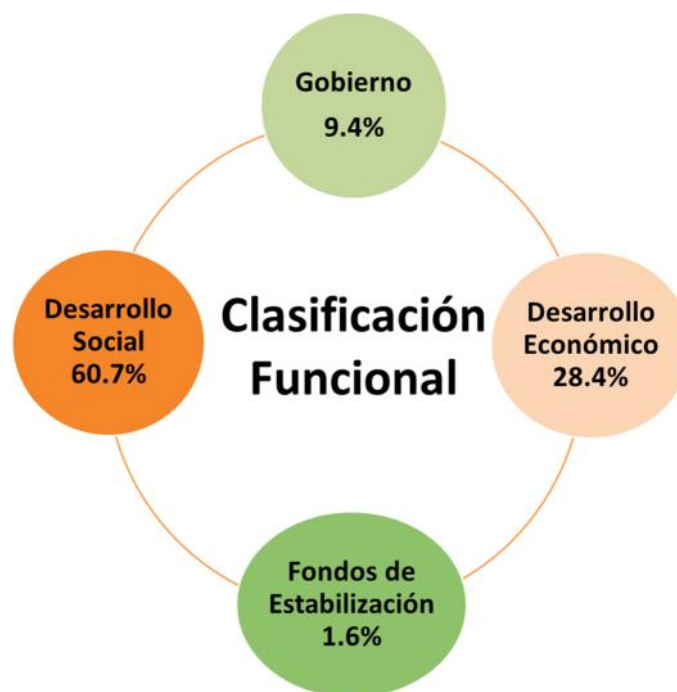 Gobierno
9.4%
Desarrollo
Social
60.7%
Clasificación
Funcional
Desarrollo
Económico
28.4%
Fondos de
Estabilización
1.6%